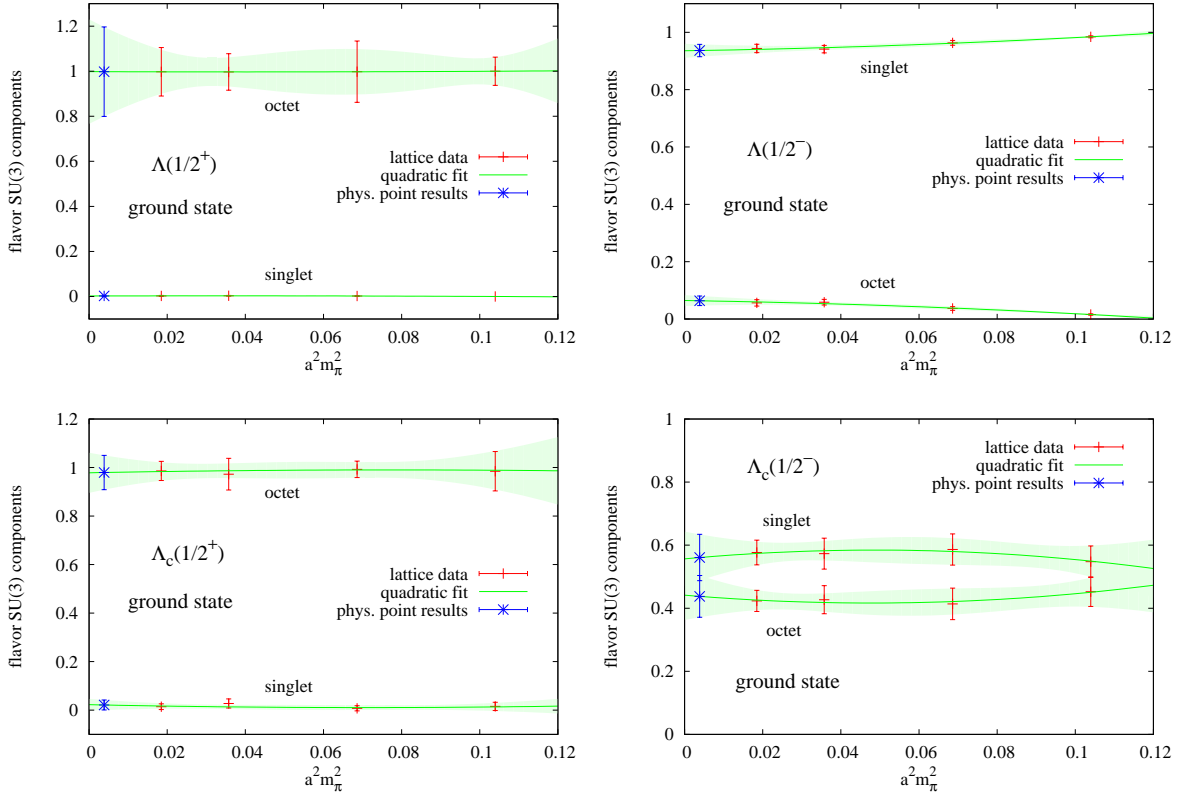 flavor SU(3) components
1.2
1
0.8
0.6
0.4
0.2
0
octet
Λ(1/2⁺)
ground state
singlet
lattice data
quadratic fit
phys. point results
0 0.02 0.04 0.06 0.08 0.1 0.12
a²m²_π
flavor SU(3) components
1
0.8
0.6
0.4
0.2
0
singlet
Λ(1/2⁻)
ground state
octet
lattice data
quadratic fit
phys. point results
0 0.02 0.04 0.06 0.08 0.1 0.12
a²m²_π
flavor SU(3) components
1.2
1
0.8
0.6
0.4
0.2
0
octet
Λ_c(1/2⁺)
ground state
singlet
lattice data
quadratic fit
phys. point results
0 0.02 0.04 0.06 0.08 0.1 0.12
a²m²_π
flavor SU(3) components
1
0.8
0.6
0.4
0.2
0
lattice data
quadratic fit
phys. point results
Λ_c(1/2⁻)
singlet
octet
ground state
0 0.02 0.04 0.06 0.08 0.1 0.12
a²m²_π